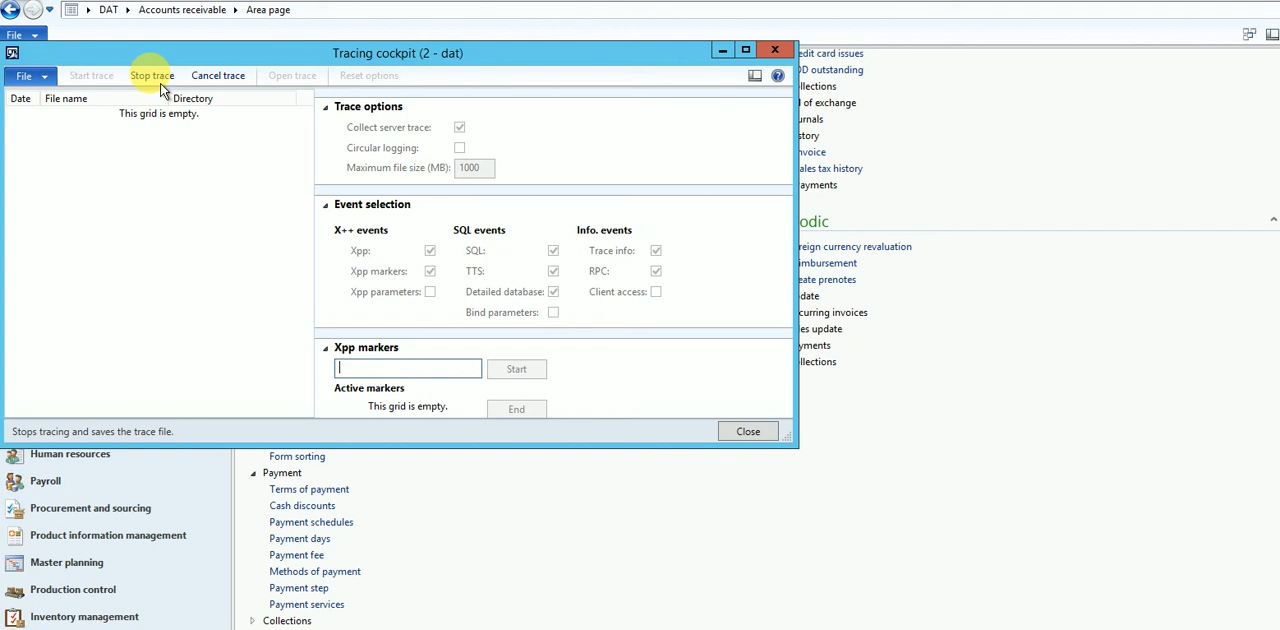 DAT Accounts receivable Area page
File
Tracing cockpit (2 - dat)
File Start trace Stop trace Cancel trace Open trace Reset options
Date File name Directory
This grid is empty.
Trace options
Collect server trace:
Circular logging:
Maximum file size (MB): 1000
Event selection
X++ events SQL events Info. events
Xpp: SQL: Trace info:
Xpp markers: TTS: RPC:
Xpp parameters: Detailed database: Client access:
Bind parameters:
Xpp markers
Start
Active markers
This grid is empty.
End
Stops tracing and saves the trace file.
Close
edit card issues
OD outstanding
ollections
l of exchange
urnals
story
invoice
ales tax history
ayments
odic
reign currency revaluation
imbursement
eate prenotes
date
curring invoices
es update
yments
llections
Human resources
Payroll
Procurement and sourcing
Product information management
Master planning
Production control
Inventory management
Form sorting
Payment
Terms of payment
Cash discounts
Payment schedules
Payment days
Payment fee
Methods of payment
Payment step
Payment services
Collections